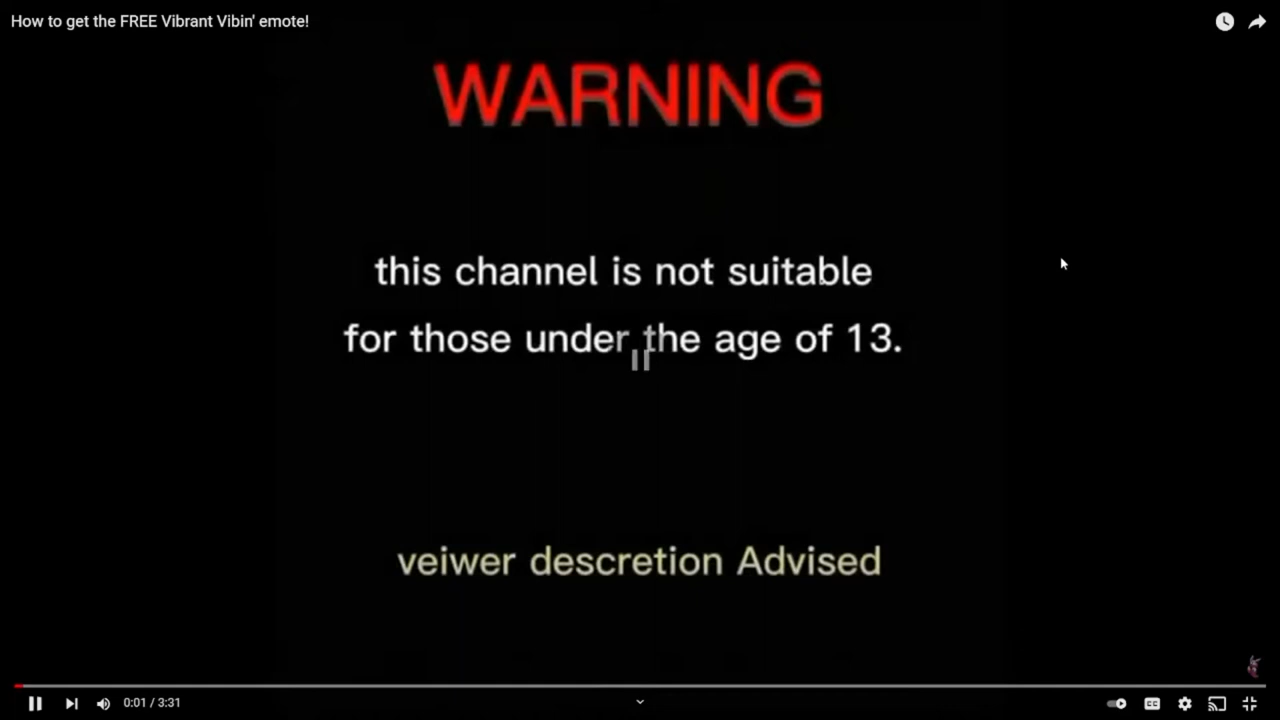 How to get the FREE Vibrant Vibin' emote!
WARNING
this channel is not suitable
for those under the age of 13.
veiwer descretion Advised
0:01 / 3:31
CC